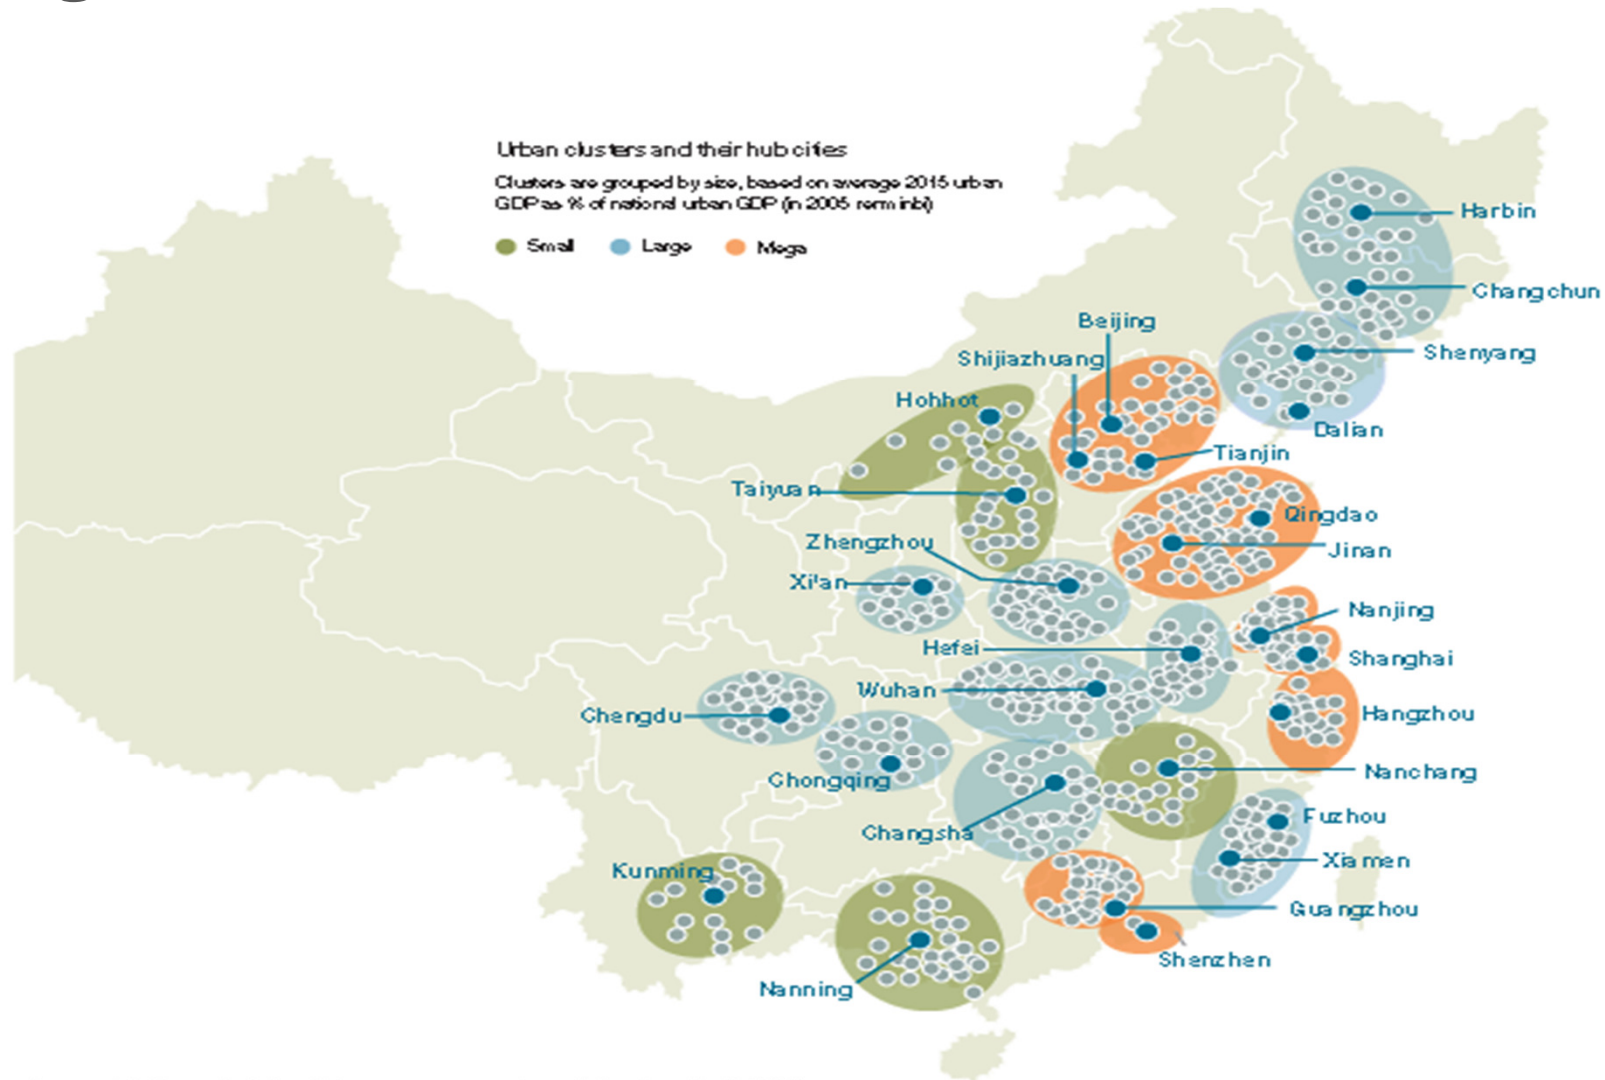 Urban clusters and their hub cities
Clusters are grouped by size, based on average 2015 urban
GDP as % of national urban GDP (in 2005 renminbi)
Small
Large
Mega
Harbin
Changchun
Beijing
Shijiazhuang
Shenyang
Hohhot
Dalian
Tianjin
Taiyuan
Qingdao
Zhengzhou
Jinan
Xi'an
Nanjing
Hefei
Shanghai
Wuhan
Chengdu
Hangzhou
Chongqing
Nanchang
Changsha
Fuzhou
Kunming
Xiamen
Guangzhou
Shenzhen
Nanning